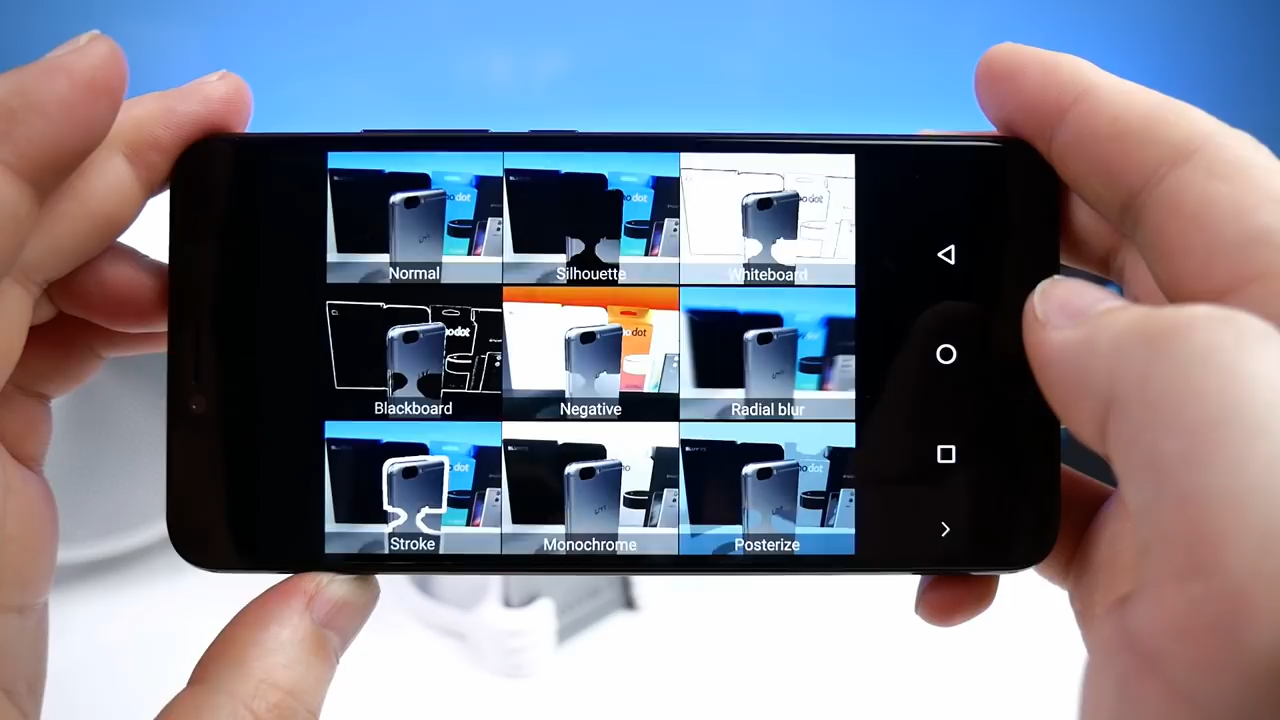 Normal
Silhouette
Whiteboard
Blackboard
Negative
Radial blur
Stroke
Monochrome
Posterize